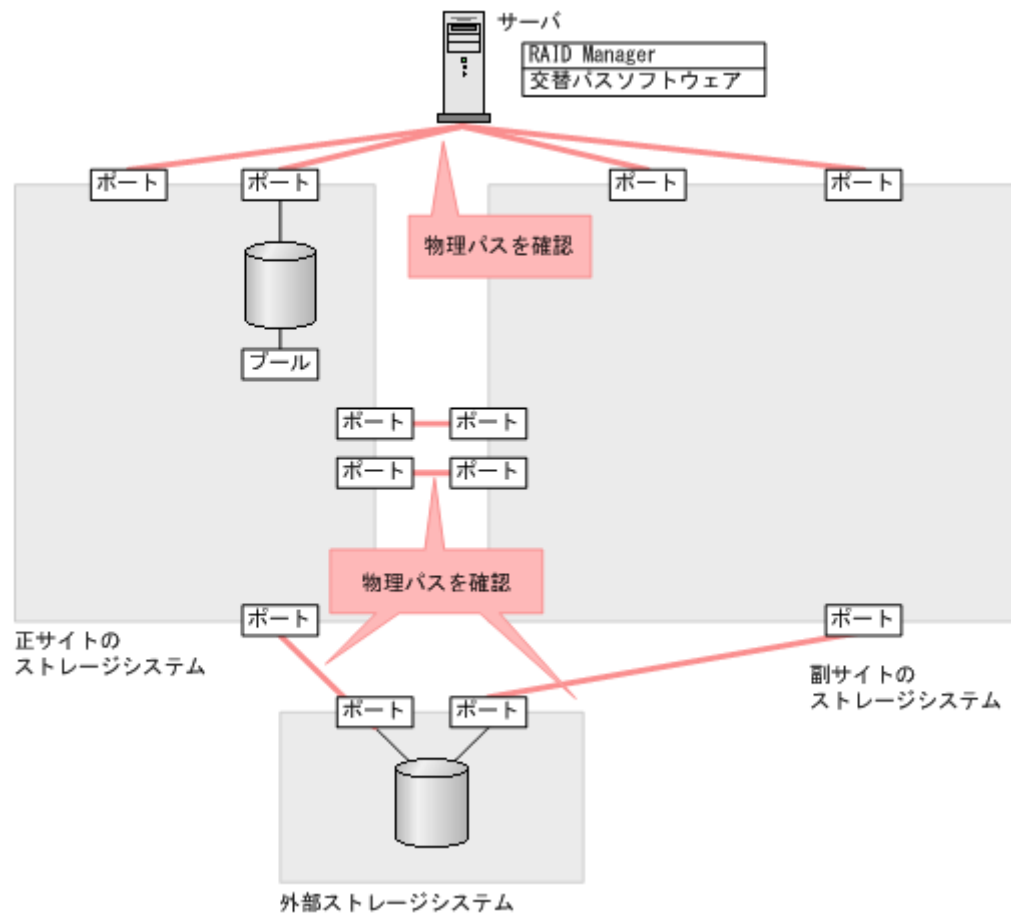 サーバ
RAID Manager
交替パスソフトウェア
ポート
ポート
ポート
ポート
物理パスを確認
プール
ポート
ポート
ポート
ポート
物理パスを確認
ポート
ポート
正サイトの
ストレージシステム
副サイトの
ストレージシステム
ポート
ポート
外部ストレージシステム